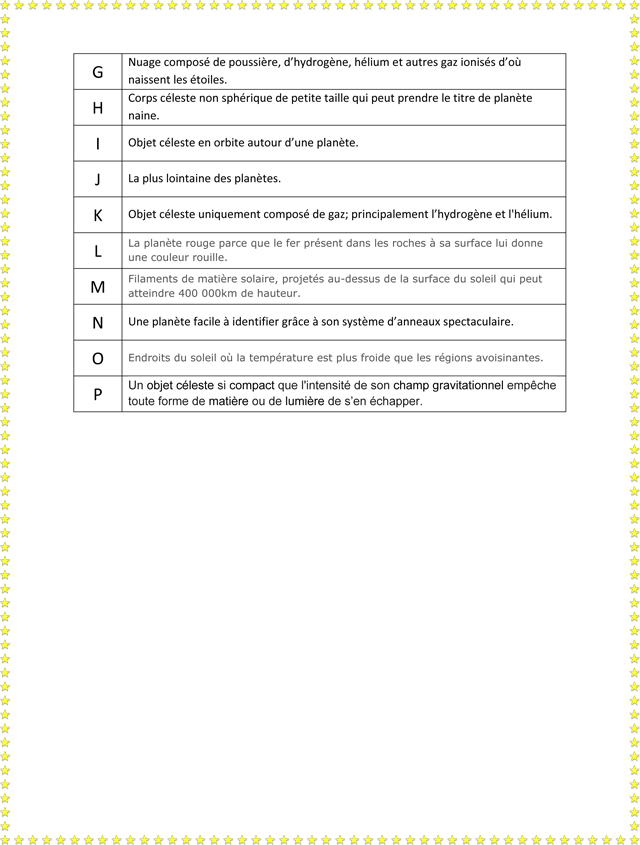 G
Nuage composé de poussière, d’hydrogène, hélium et autres gaz ionisés d’où
naissent les étoiles.
H
Corps céleste non sphérique de petite taille qui peut prendre le titre de planète
naine.
I
Objet céleste en orbite autour d’une planète.
J
La plus lointaine des planètes.
K
Objet céleste uniquement composé de gaz; principalement l’hydrogène et l'hélium.
L
La planète rouge parce que le fer présent dans les roches à sa surface lui donne
une couleur rouille.
M
Filaments de matière solaire, projetés au-dessus de la surface du soleil qui peut
atteindre 400 000km de hauteur.
N
Une planète facile à identifier grâce à son système d’anneaux spectaculaire.
O
Endroits du soleil où la température est plus froide que les régions avoisinantes.
P
Un objet céleste si compact que l'intensité de son champ gravitationnel empêche
toute forme de matière ou de lumière de s’en échapper.